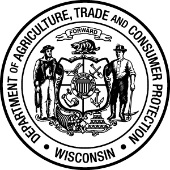 DEPARTMENT OF AGRICULTURE, TRADE AND CONSUMER PROTECTION
• WISCONSIN •
FORWARD